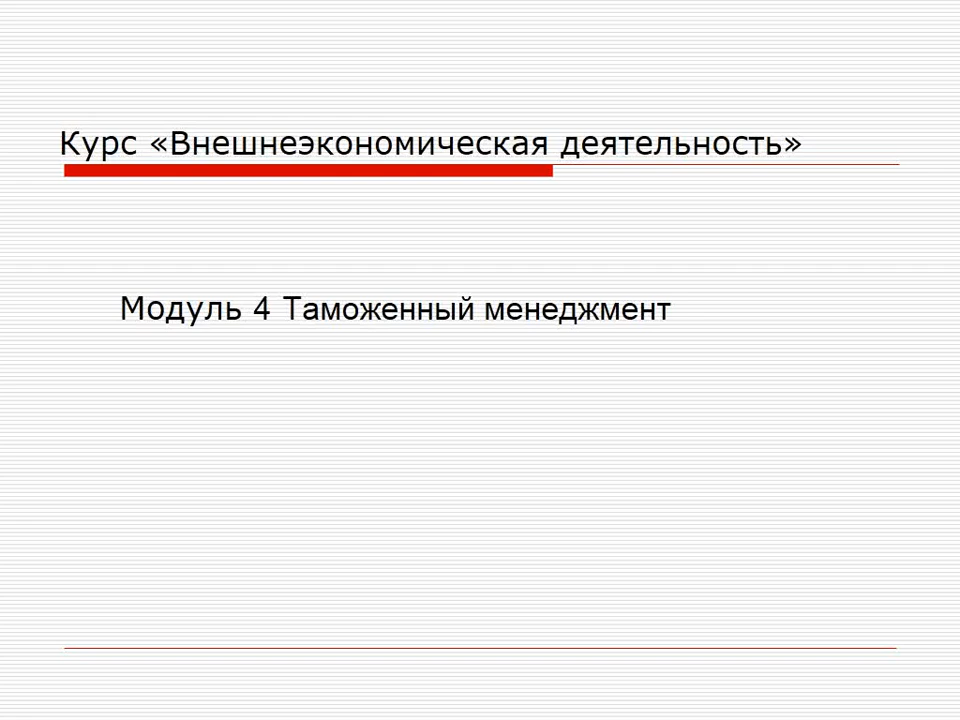 Курс «Внешнеэкономическая деятельность»
Модуль 4 Таможенный менеджмент